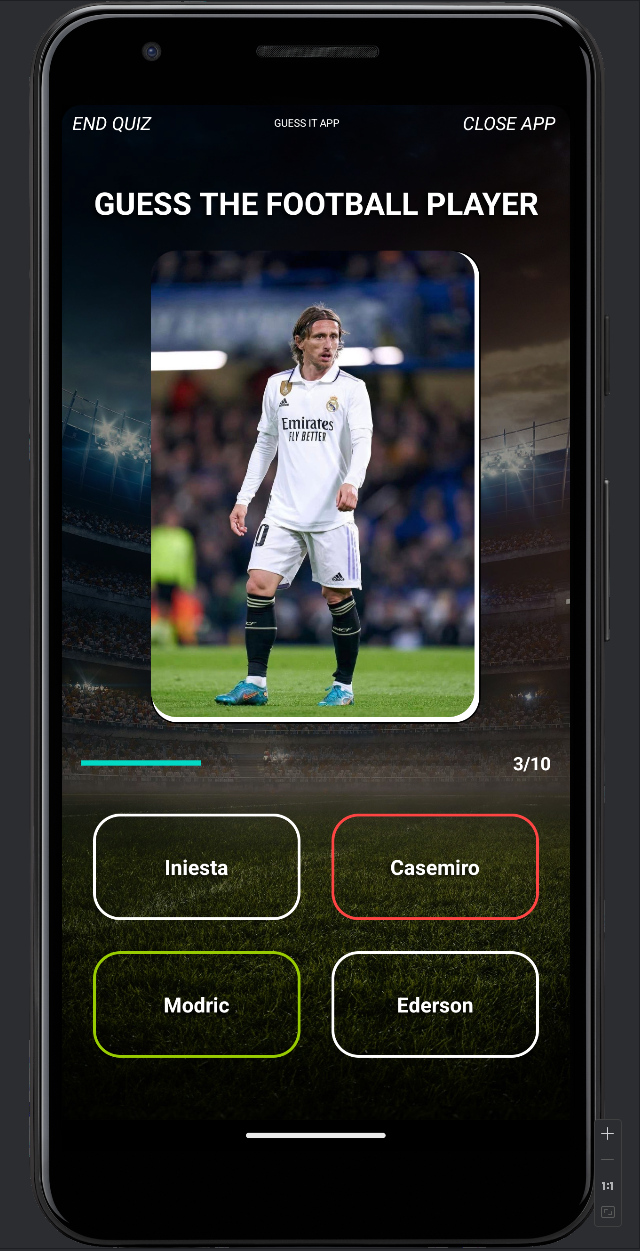 END QUIZ
GUESS IT APP
CLOSE APP
GUESS THE FOOTBALL PLAYER
Emirates
FLY BETTER
3/10
Iniesta
Casemiro
Modric
Ederson
1:1